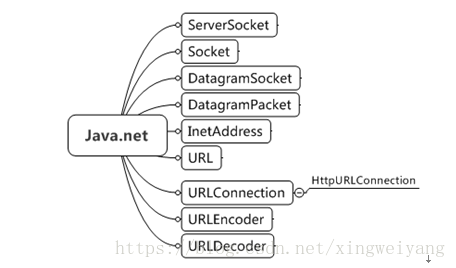 ServerSocket
Socket
DatagramSocket
DatagramPacket
Java.net
InetAddress
URL
HttpURLConnection
URLConnection
URLEncoder
URLDecoder
https://blog.csdn.net/xingweiyang